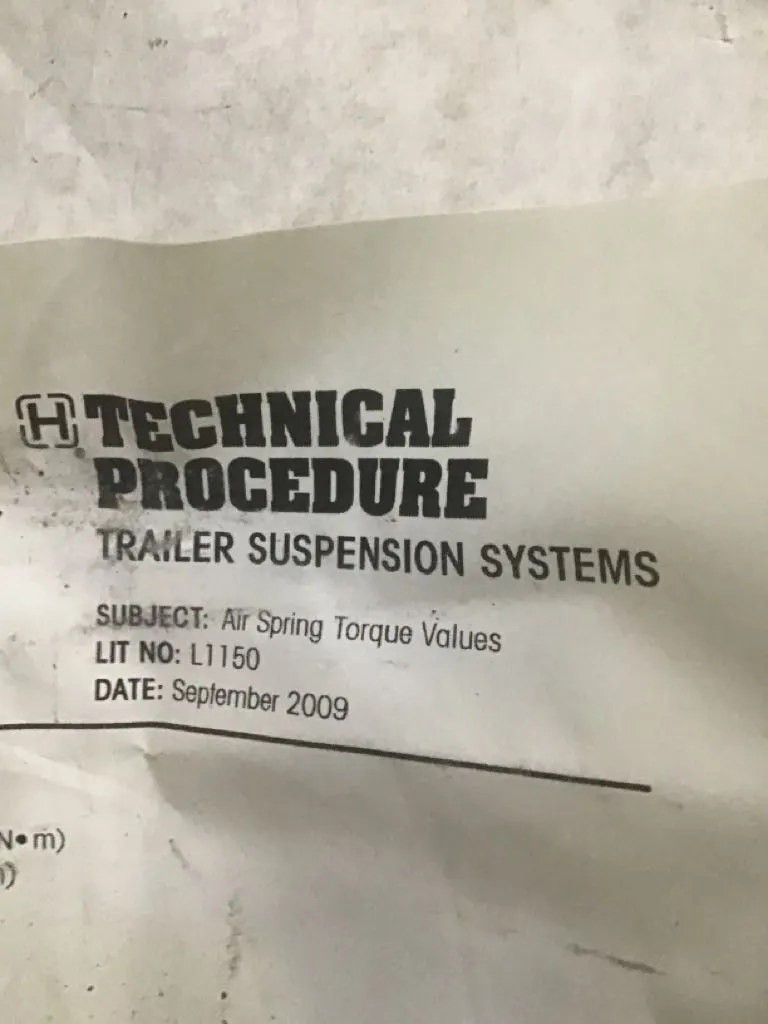 H TECHNICAL
PROCEDURE
TRAILER SUSPENSION SYSTEMS
SUBJECT: Air Spring Torque Values
LIT NO: L1150
DATE: September 2009
N•m)
)